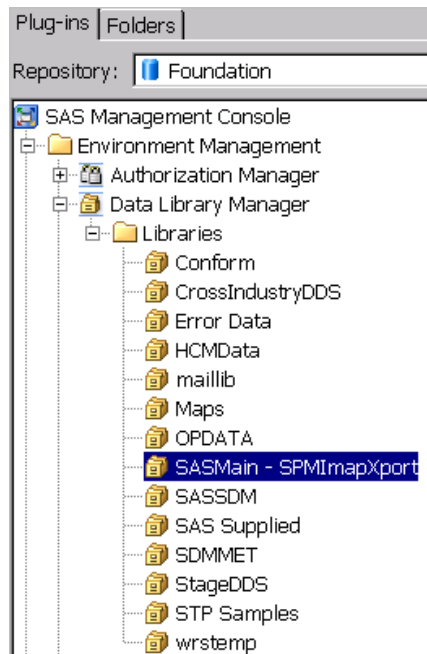 Plug-ins Folders
Repository: Foundation
SAS Management Console
Environment Management
Authorization Manager
Data Library Manager
Libraries
Conform
CrossIndustryDDS
Error Data
HCMData
maillib
Maps
OPDATA
SASMain - SPMImapXport
SASSDM
SAS Supplied
SDMMET
StageDDS
STP Samples
wrstemp